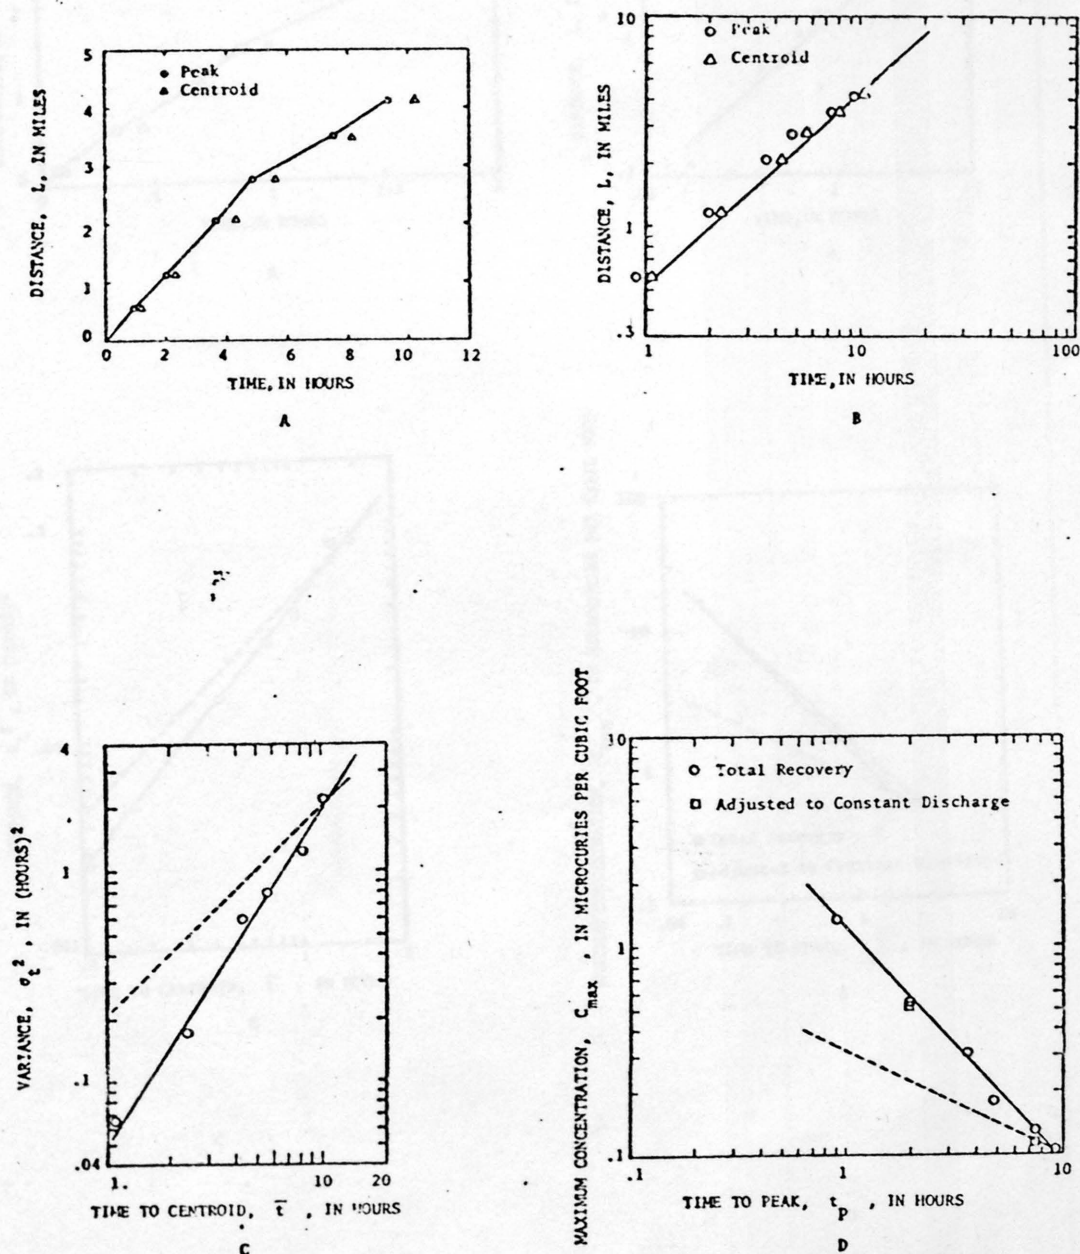 5
4
3
2
1
0
DISTANCE, L, IN MILES
Peak
Centroid
0 2 4 6 8 10 12
TIME, IN HOURS
A
10
1
.3
DISTANCE, L, IN MILES
Peak
Centroid
1 10 100
TIME, IN HOURS
B
4
1
.1
.04
VARIANCE, σt², IN (HOURS)²
1. 10 20
TIME TO CENTROID, t̄ , IN HOURS
C
10
1
.1
MAXIMUM CONCENTRATION, Cmax , IN MICROCURIES PER CUBIC FOOT
Total Recovery
Adjusted to Constant Discharge
.1 1 10
TIME TO PEAK, tp , IN HOURS
D